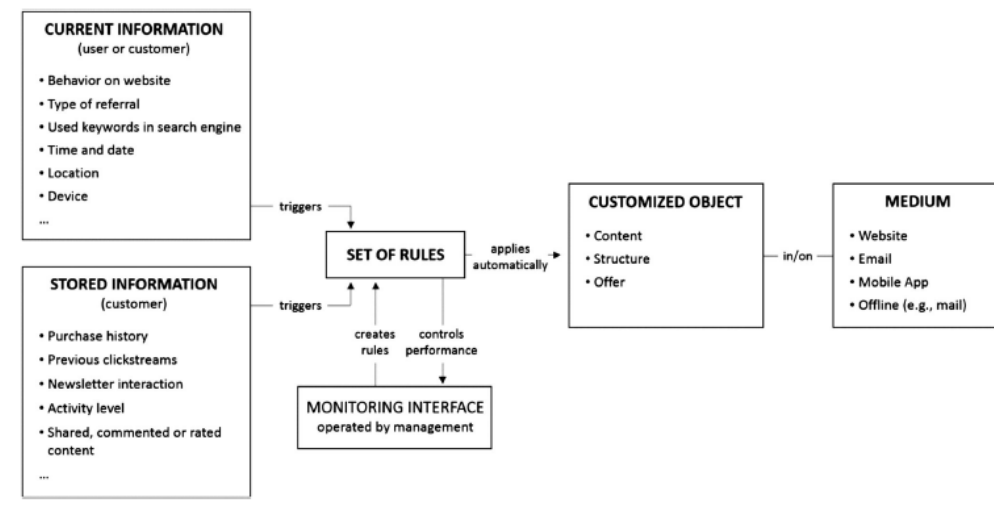 CURRENT INFORMATION
(user or customer)
• Behavior on website
• Type of referral
• Used keywords in search engine
• Time and date
• Location
• Device
...
triggers
STORED INFORMATION
(customer)
• Purchase history
• Previous clickstreams
• Newsletter interaction
• Activity level
• Shared, commented or rated
content
...
triggers
SET OF RULES
creates
rules
controls
performance
MONITORING INTERFACE
operated by management
applies
automatically
CUSTOMIZED OBJECT
• Content
• Structure
• Offer
in/on
MEDIUM
• Website
• Email
• Mobile App
• Offline (e.g., mail)